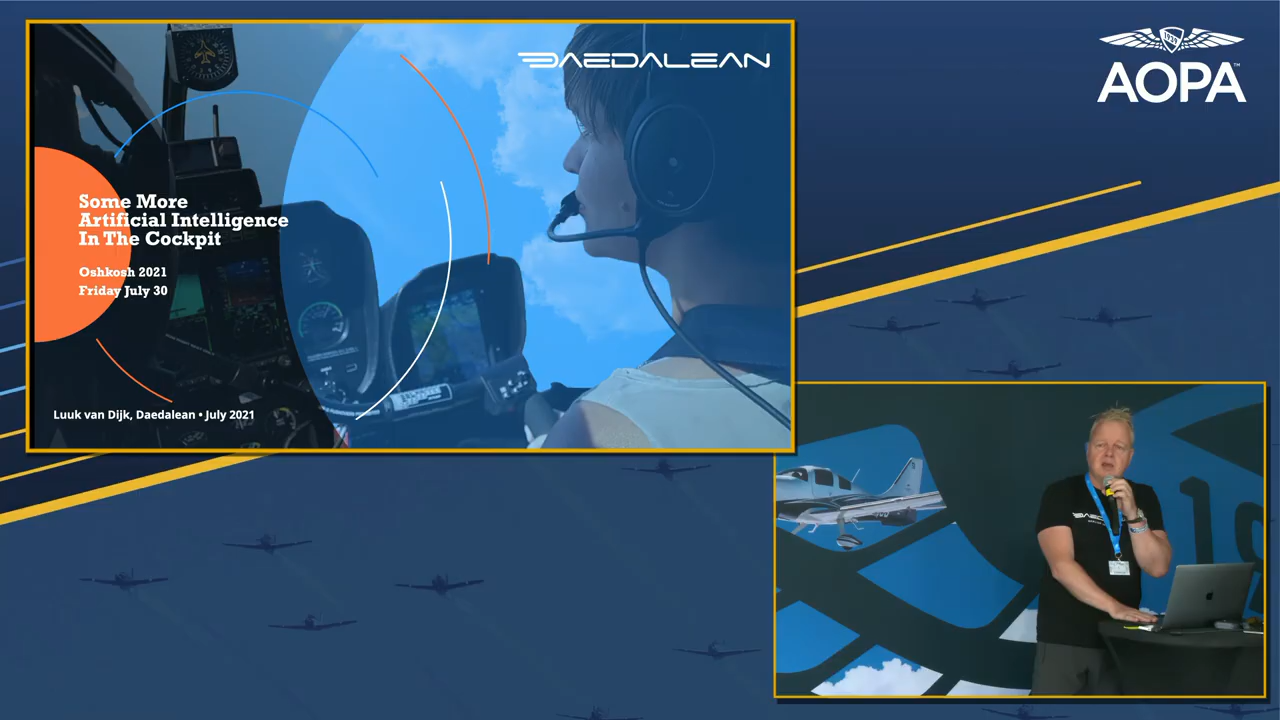 DAEDALEAN
Some More
Artificial Intelligence
In The Cockpit
Oshkosh 2021
Friday July 30
Luuk van Dijk, Daedalean • July 2021
AOPA